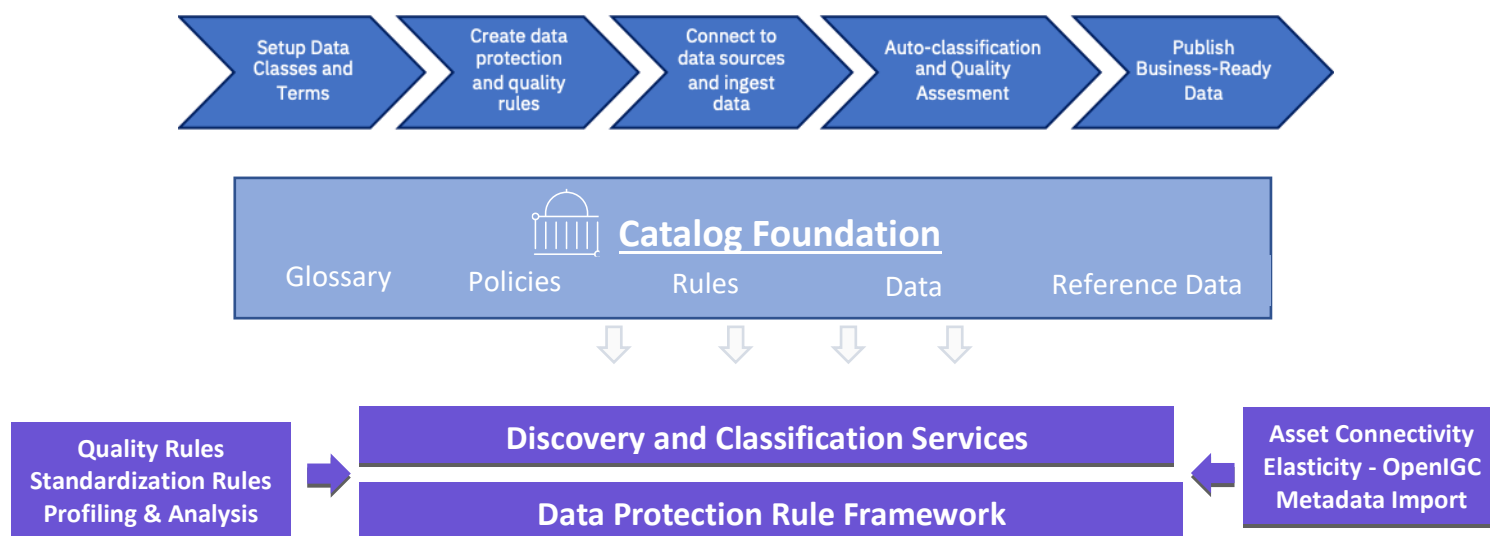 Setup Data
Classes and
Terms
Create data
protection
and quality
rules
Connect to
data sources
and ingest
data
Auto-classification
and Quality
Assesment
Publish
Business-Ready
Data
Catalog Foundation
Glossary
Policies
Rules
Data
Reference Data
Quality Rules
Standardization Rules
Profiling & Analysis
Discovery and Classification Services
Data Protection Rule Framework
Asset Connectivity
Elasticity - OpenIGC
Metadata Import